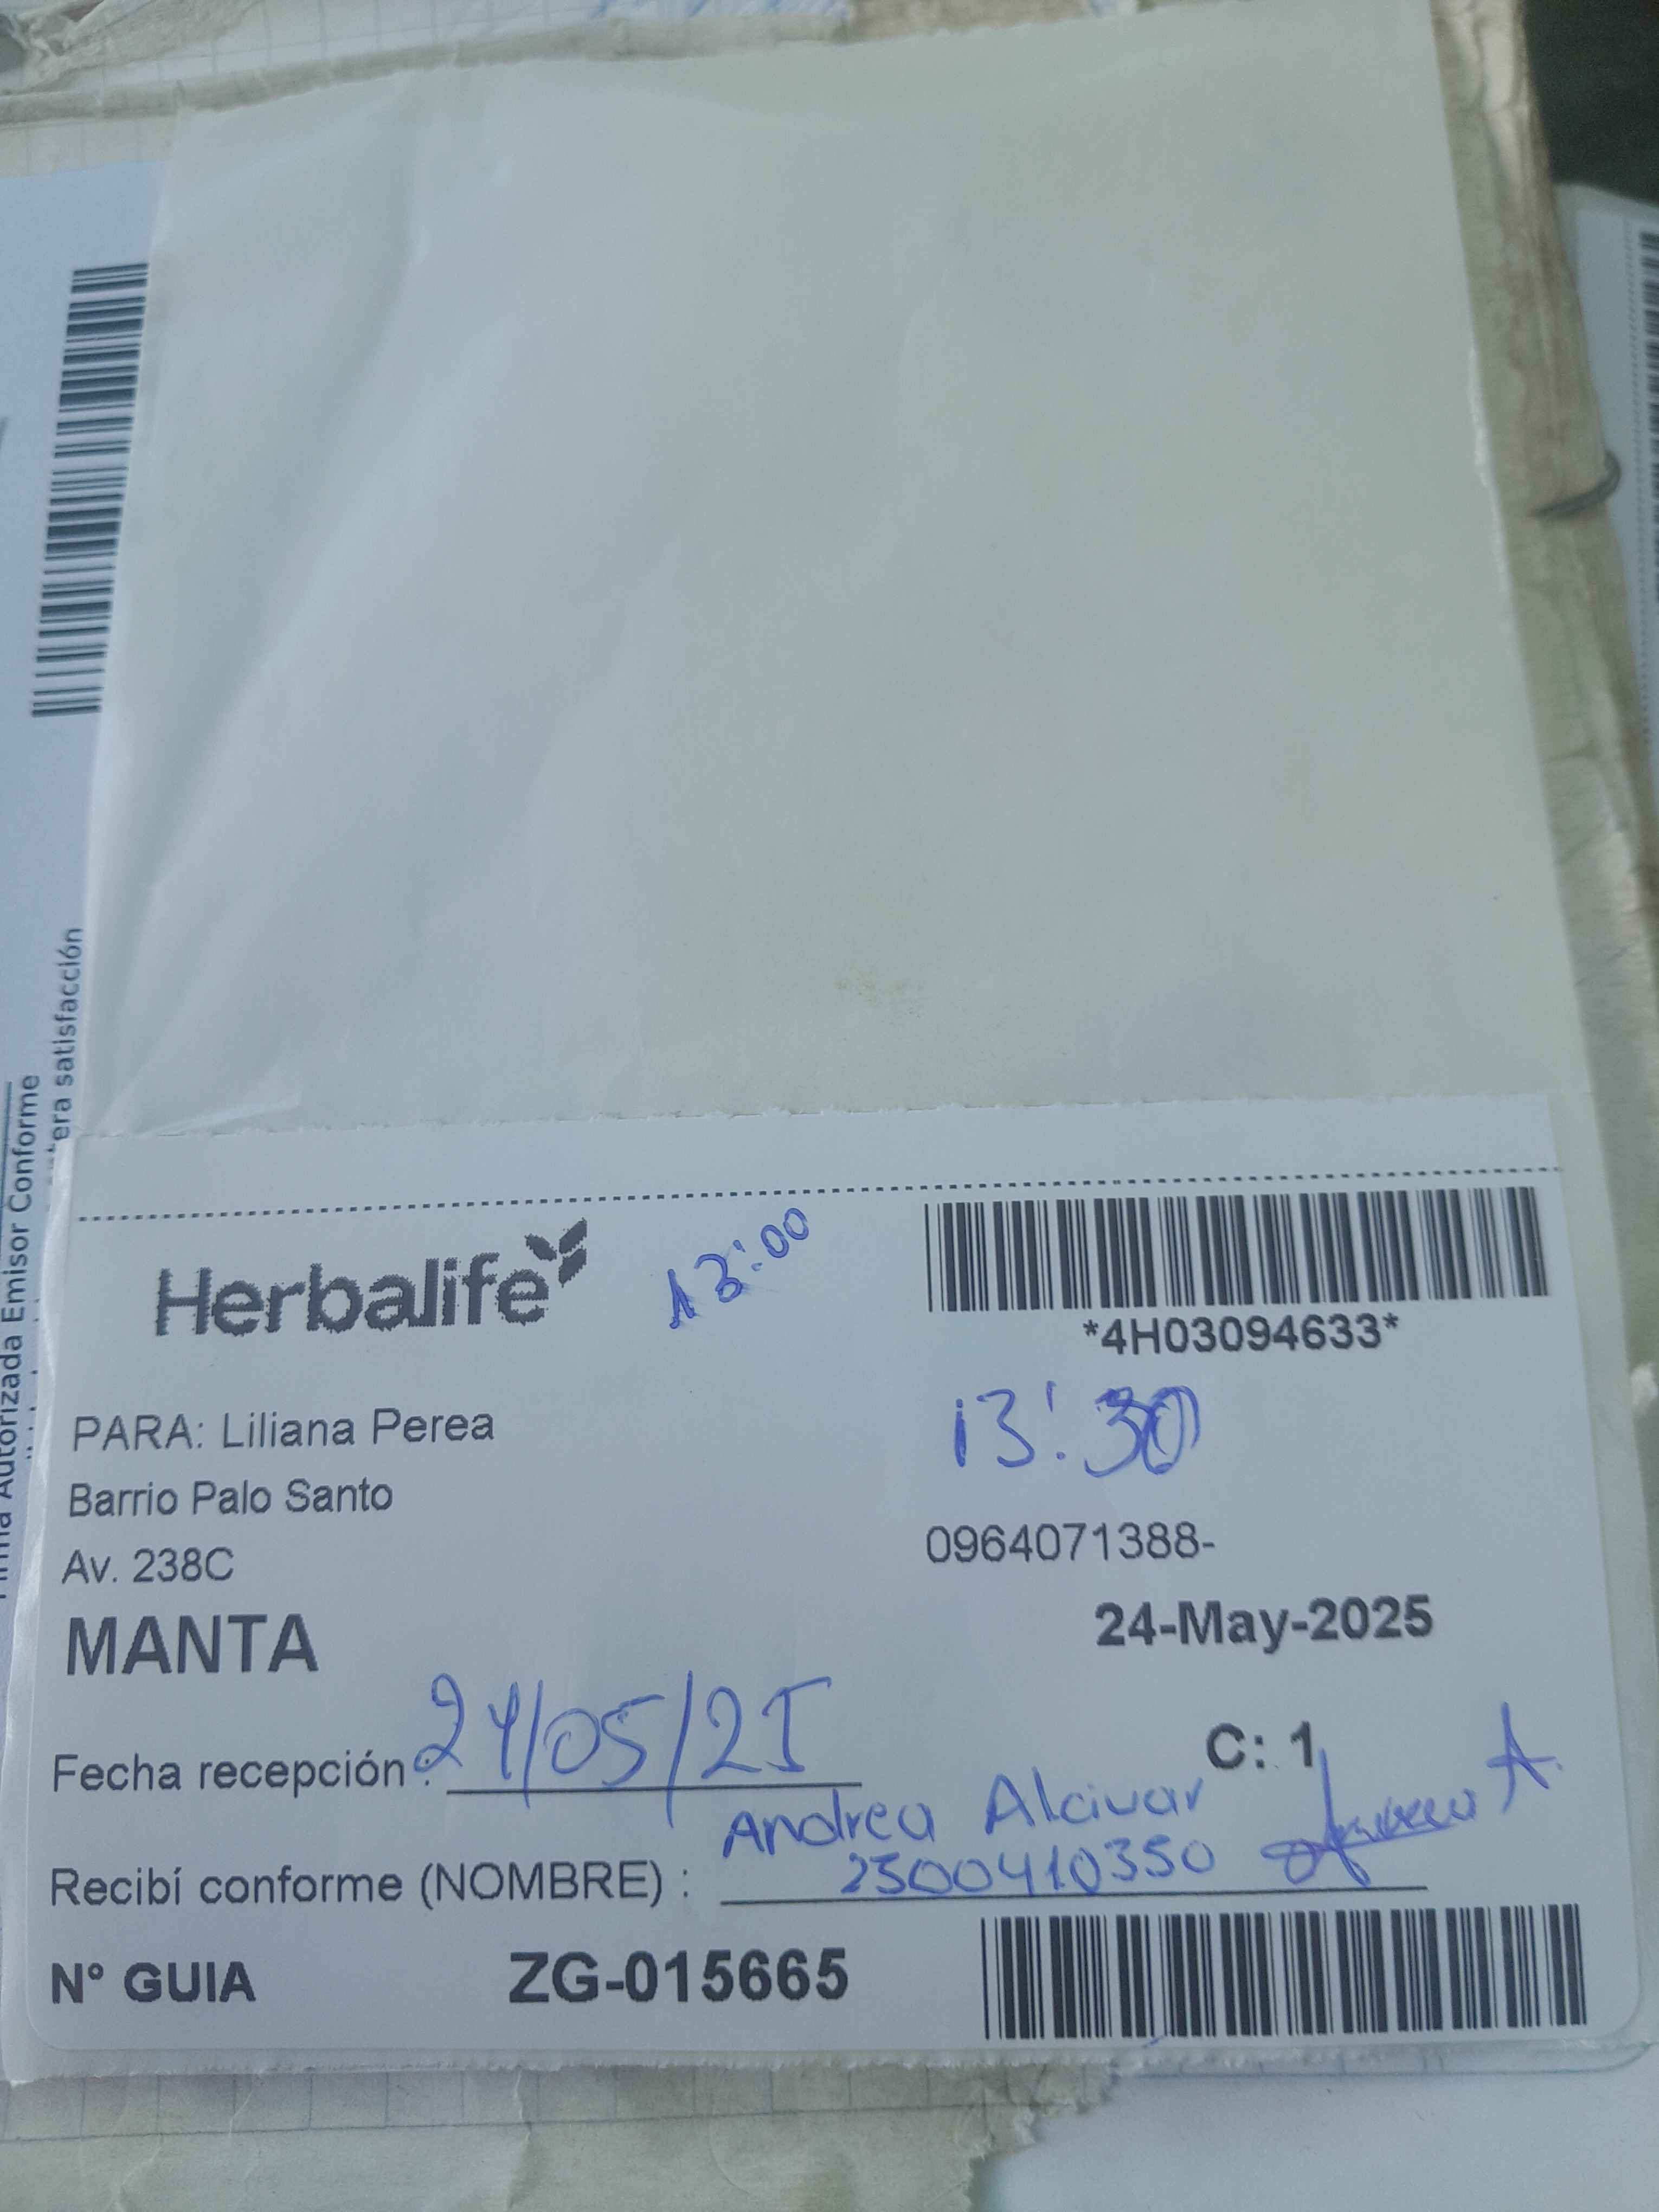 Herbalife
13:00
*4H03094633*
PARA: Liliana Perea
13:30
Barrio Palo Santo
0964071388-
Av. 238C
24-May-2025
MANTA
Fecha recepción : 24/05/25
C: 1
Andrea Alcivar
Recibí conforme (NOMBRE) : 2300410350
N° GUIA ZG-015665
Autorizada Emisor Conforme
satisfacción